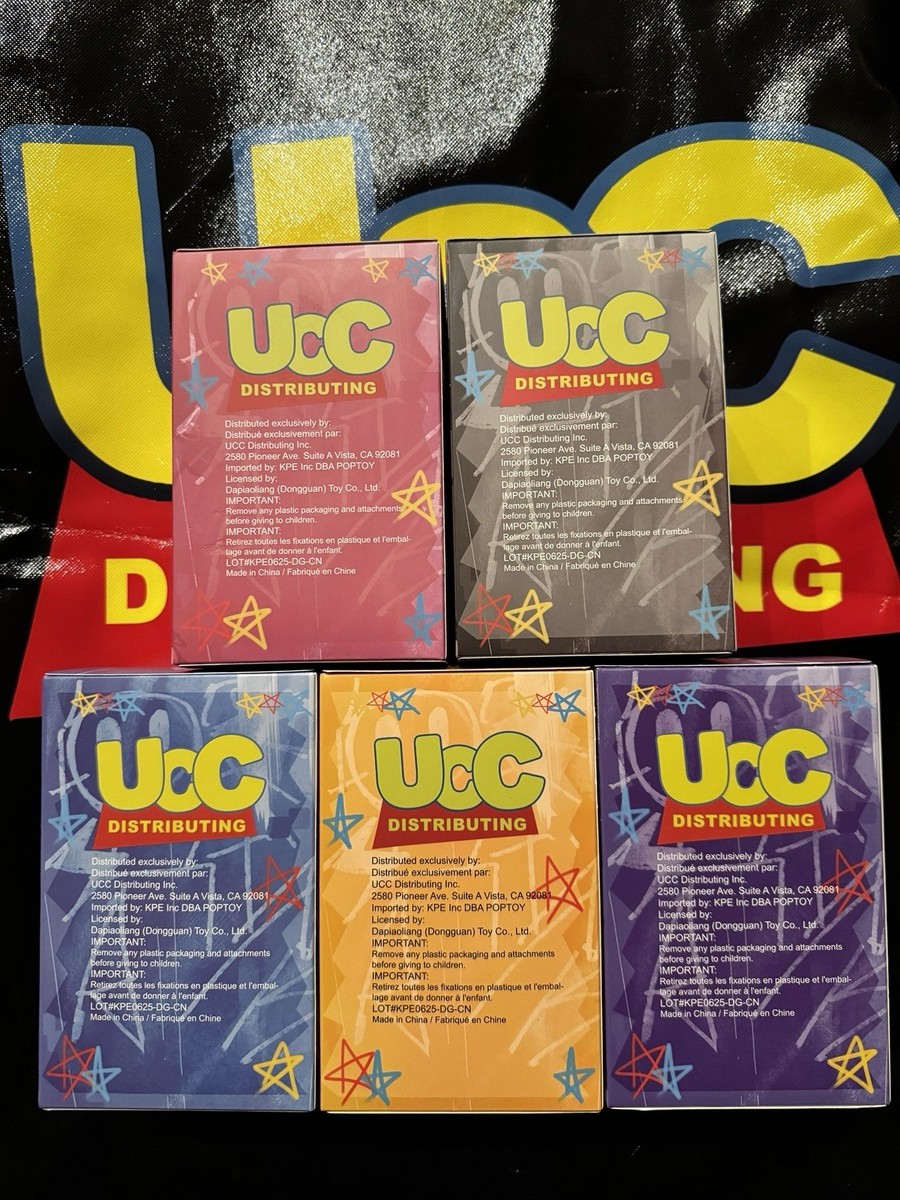 UCC
DISTRIBUTING
Distributed exclusively by:
Distribué exclusivement par:
UCC Distributing Inc.
2580 Pioneer Ave. Suite A Vista, CA 92081
Imported by: KPE Inc DBA POPTOY
Licensed by:
Dapiaoliang (Dongguan) Toy Co., Ltd.
IMPORTANT:
Remove any plastic packaging and attachments
before giving to children.
IMPORTANT:
Retirez toutes les fixations en plastique et l'embal-
lage avant de donner à l'enfant.
LOT#KPE0625-DG-CN
Made in China / Fabriqué en Chine
UCC
DISTRIBUTING
Distributed exclusively by:
Distribué exclusivement par:
UCC Distributing Inc.
2580 Pioneer Ave. Suite A Vista, CA 92081
Imported by: KPE Inc DBA POPTOY
Licensed by:
Dapiaoliang (Dongguan) Toy Co., Ltd.
IMPORTANT:
Remove any plastic packaging and attachments
before giving to children.
IMPORTANT:
Retirez toutes les fixations en plastique et l'embal-
lage avant de donner à l'enfant.
LOT#KPE0625-DG-CN
Made in China / Fabriqué en Chine
UCC
D NG
UCC
DISTRIBUTING
Distributed exclusively by:
Distribué exclusivement par:
UCC Distributing Inc.
2580 Pioneer Ave. Suite A Vista, CA 92081
Imported by: KPE Inc DBA POPTOY
Licensed by:
Dapiaoliang (Dongguan) Toy Co., Ltd.
IMPORTANT:
Remove any plastic packaging and attachments
before giving to children.
IMPORTANT:
Retirez toutes les fixations en plastique et l'embal-
lage avant de donner à l'enfant.
LOT#KPE0625-DG-CN
Made in China / Fabriqué en Chine
UCC
DISTRIBUTING
Distributed exclusively by:
Distribué exclusivement par:
UCC Distributing Inc.
2580 Pioneer Ave. Suite A Vista, CA 92081
Imported by: KPE Inc DBA POPTOY
Licensed by:
Dapiaoliang (Dongguan) Toy Co., Ltd.
IMPORTANT:
Remove any plastic packaging and attachments
before giving to children.
IMPORTANT:
Retirez toutes les fixations en plastique et l'embal-
lage avant de donner à l'enfant.
LOT#KPE0625-DG-CN
Made in China / Fabriqué en Chine
UCC
DISTRIBUTING
Distributed exclusively by:
Distribué exclusivement par:
UCC Distributing Inc.
2580 Pioneer Ave. Suite A Vista, CA 92081
Imported by: KPE Inc DBA POPTOY
Licensed by:
Dapiaoliang (Dongguan) Toy Co., Ltd.
IMPORTANT:
Remove any plastic packaging and attachments
before giving to children.
IMPORTANT:
Retirez toutes les fixations en plastique et l'embal-
lage avant de donner à l'enfant.
LOT#KPE0625-DG-CN
Made in China / Fabriqué en Chine